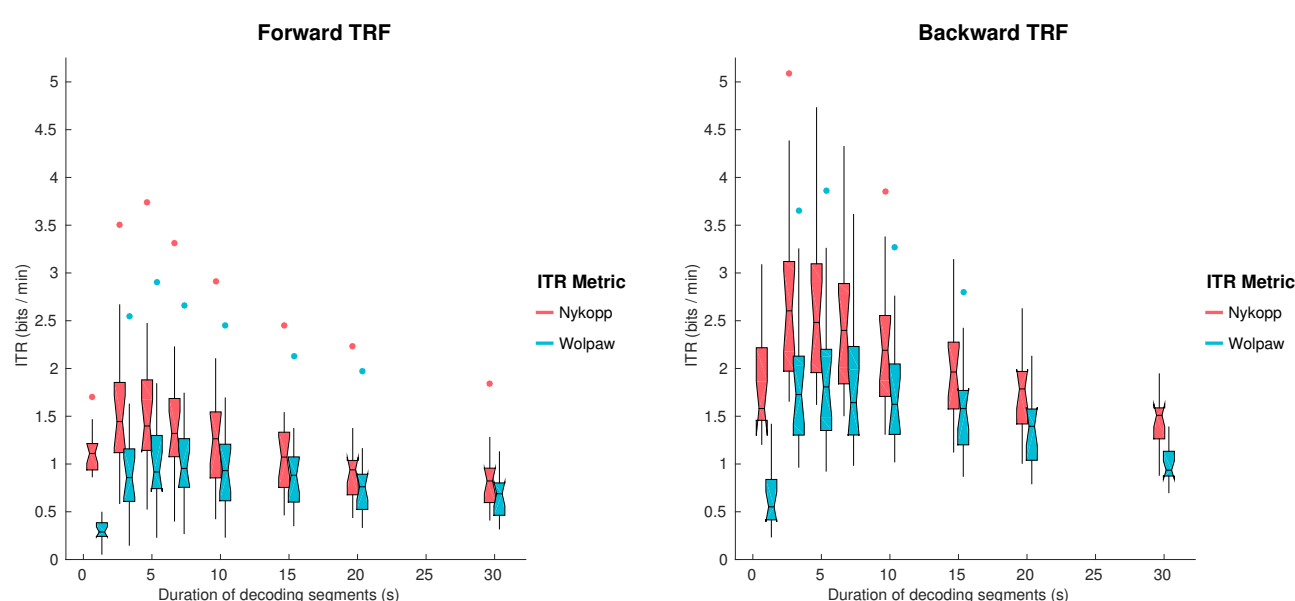 Forward TRF
5
4.5
4
3.5
3
2.5
2
1.5
1
0.5
0
ITR (bits / min)
0 5 10 15 20 25 30
Duration of decoding segments (s)
ITR Metric
Nykopp
Wolpaw
Backward TRF
5
4.5
4
3.5
3
2.5
2
1.5
1
0.5
0
ITR (bits / min)
0 5 10 15 20 25 30
Duration of decoding segments (s)
ITR Metric
Nykopp
Wolpaw